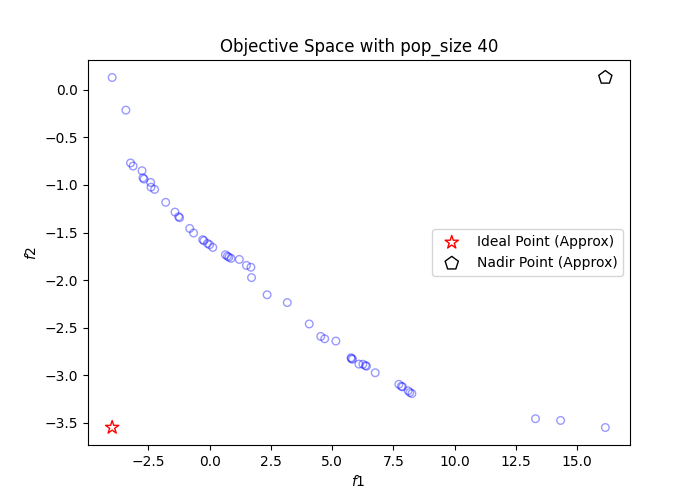 Objective Space with pop_size 40
0.0
−0.5
−1.0
−1.5
−2.0
−2.5
−3.0
−3.5
f2
Ideal Point (Approx)
Nadir Point (Approx)
−2.5 0.0 2.5 5.0 7.5 10.0 12.5 15.0
f1